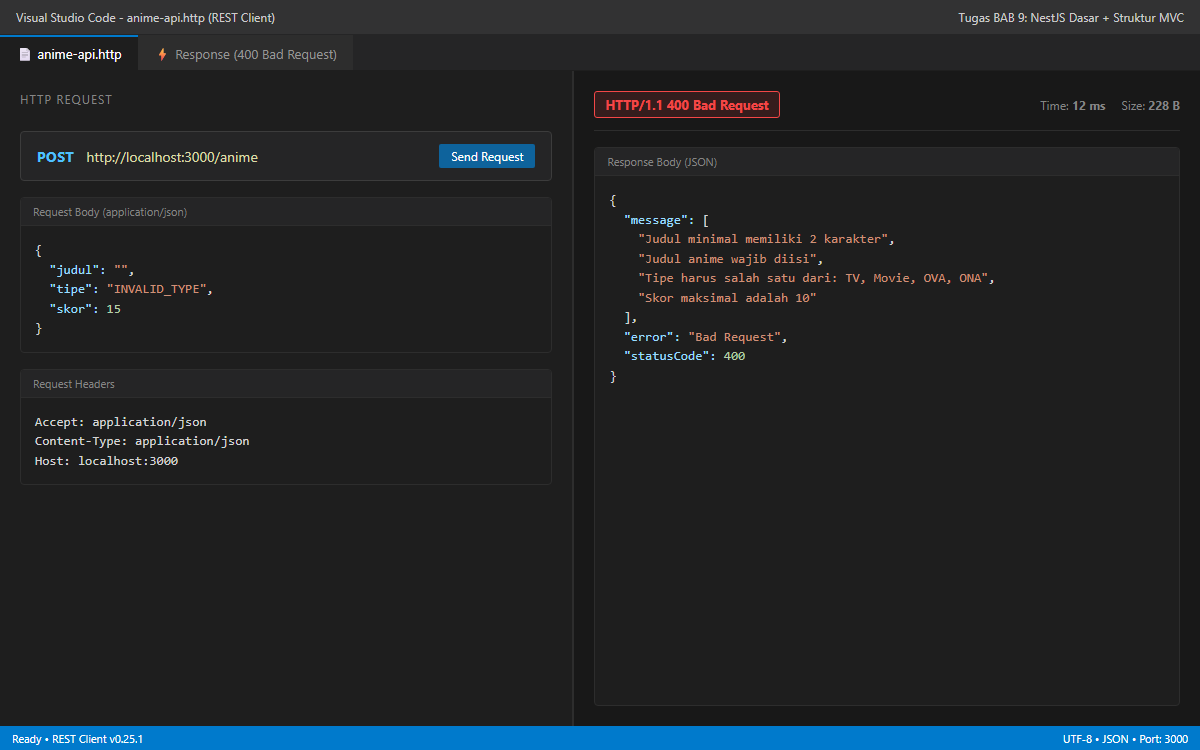 Visual Studio Code - anime-api.http (REST Client)
Tugas BAB 9: NestJS Dasar + Struktur MVC
anime-api.http
Response (400 Bad Request)
HTTP REQUEST
POST http://localhost:3000/anime
Send Request
Request Body (application/json)
{
  "judul": "",
  "tipe": "INVALID_TYPE",
  "skor": 15
}
Request Headers
Accept: application/json
Content-Type: application/json
Host: localhost:3000
HTTP/1.1 400 Bad Request
Time: 12 ms
Size: 228 B
Response Body (JSON)
{
  "message": [
    "Judul minimal memiliki 2 karakter",
    "Judul anime wajib diisi",
    "Tipe harus salah satu dari: TV, Movie, OVA, ONA",
    "Skor maksimal adalah 10"
  ],
  "error": "Bad Request",
  "statusCode": 400
}
Ready • REST Client v0.25.1
UTF-8 • JSON • Port: 3000